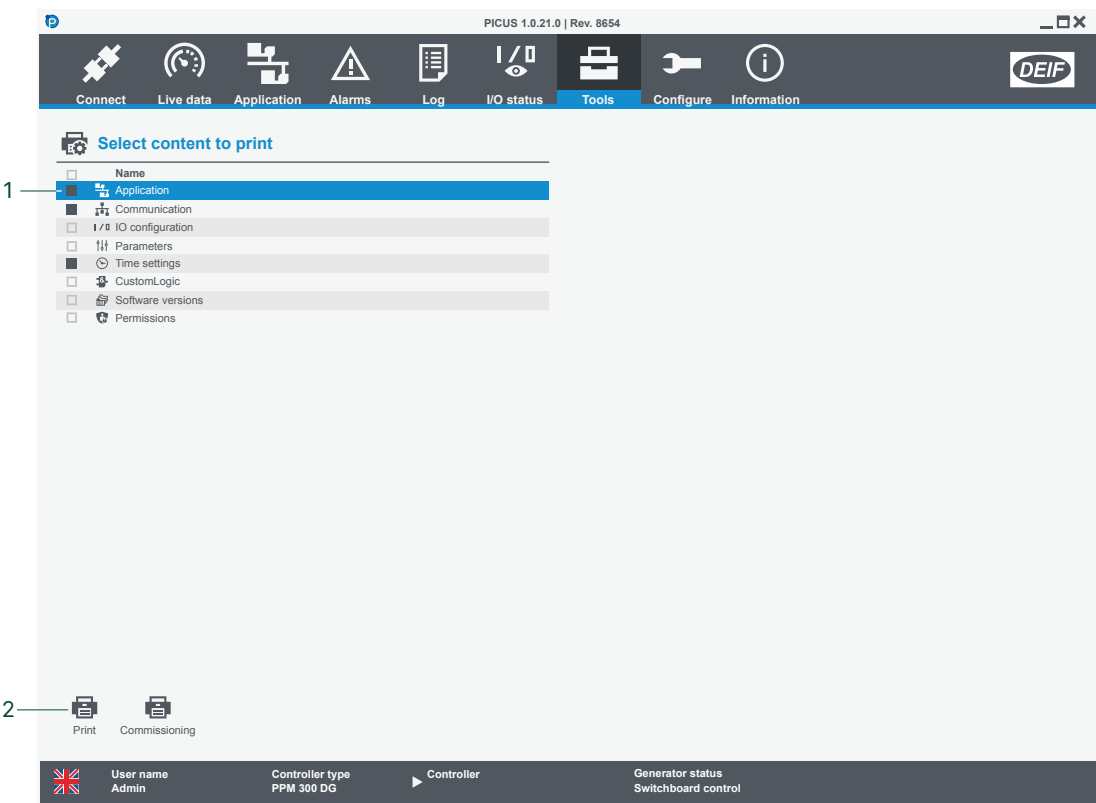 PICUS 1.0.21.0 | Rev. 8654
Connect Live data Application Alarms Log I/O status Tools Configure Information
DEIF
Select content to print
Name
1
Application
Communication
IO configuration
Parameters
Time settings
CustomLogic
Software versions
Permissions
2
Print Commissioning
User name Controller type Controller Generator status
Admin PPM 300 DG Switchboard control